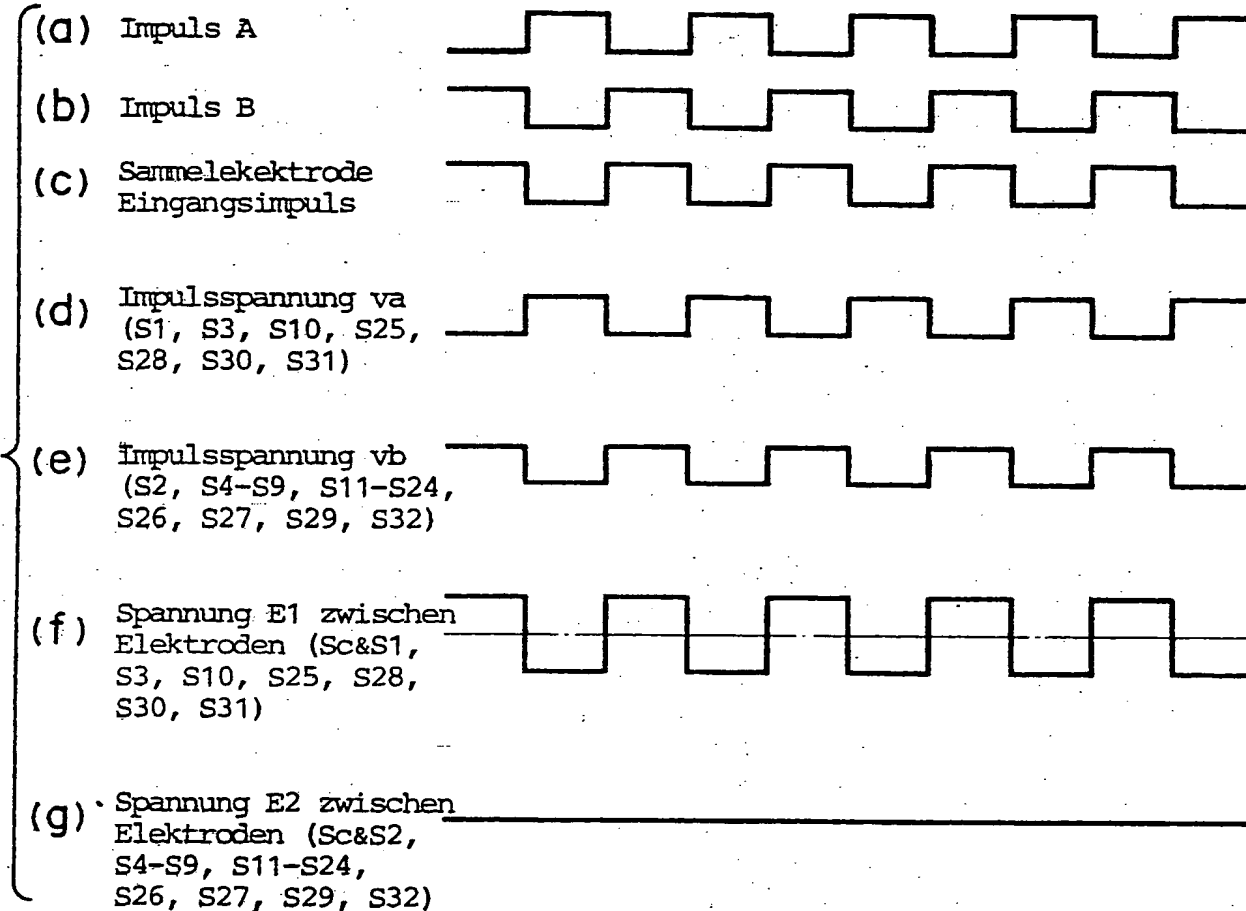 (a) Impuls A
(b) Impuls B
(c) Sammelekektrode
Eingangsimpuls
(d) Impulsspannung va
(S1, S3, S10, S25,
S28, S30, S31)
(e) Impulsspannung vb
(S2, S4-S9, S11-S24,
S26, S27, S29, S32)
(f) Spannung E1 zwischen
Elektroden (Sc&S1,
S3, S10, S25, S28,
S30, S31)
(g) Spannung E2 zwischen
Elektroden (Sc&S2,
S4-S9, S11-S24,
S26, S27, S29, S32)